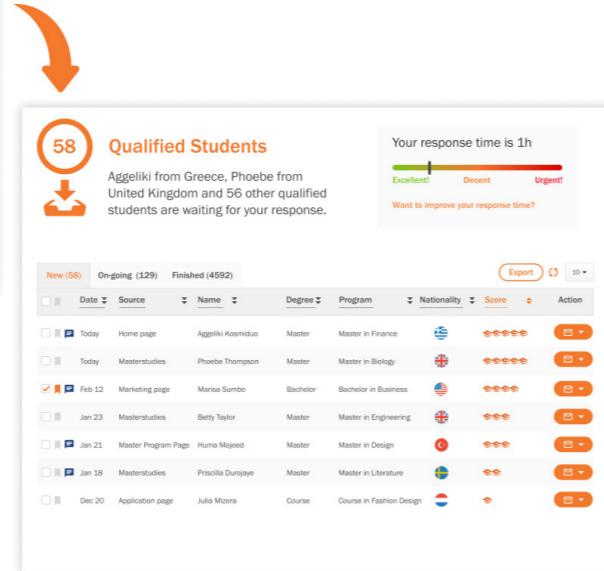 58
Qualified Students
Aggeliki from Greece, Phoebe from
United Kingdom and 56 other qualified
students are waiting for your response.
Your response time is 1h
Excellent! Decent Urgent!
Want to improve your response time?
New (58) On-going (129) Finished (4592) Export 10
Date Source Name Degree Program Nationality Score Action
Today Home page Aggeliki Kosmiduo Master Master in Finance
Today Masterstudies Phoebe Thompson Master Master in Biology
Feb 12 Marketing page Marisa Sumbo Bachelor Bachelor in Business
Jan 23 Masterstudies Betty Taylor Master Master in Engineering
Jan 21 Master Program Page Huma Majeed Master Master in Design
Jan 18 Masterstudies Priscilla Durojaye Master Master in Literature
Dec 20 Application page Julia Mizera Course Course in Fashion Design